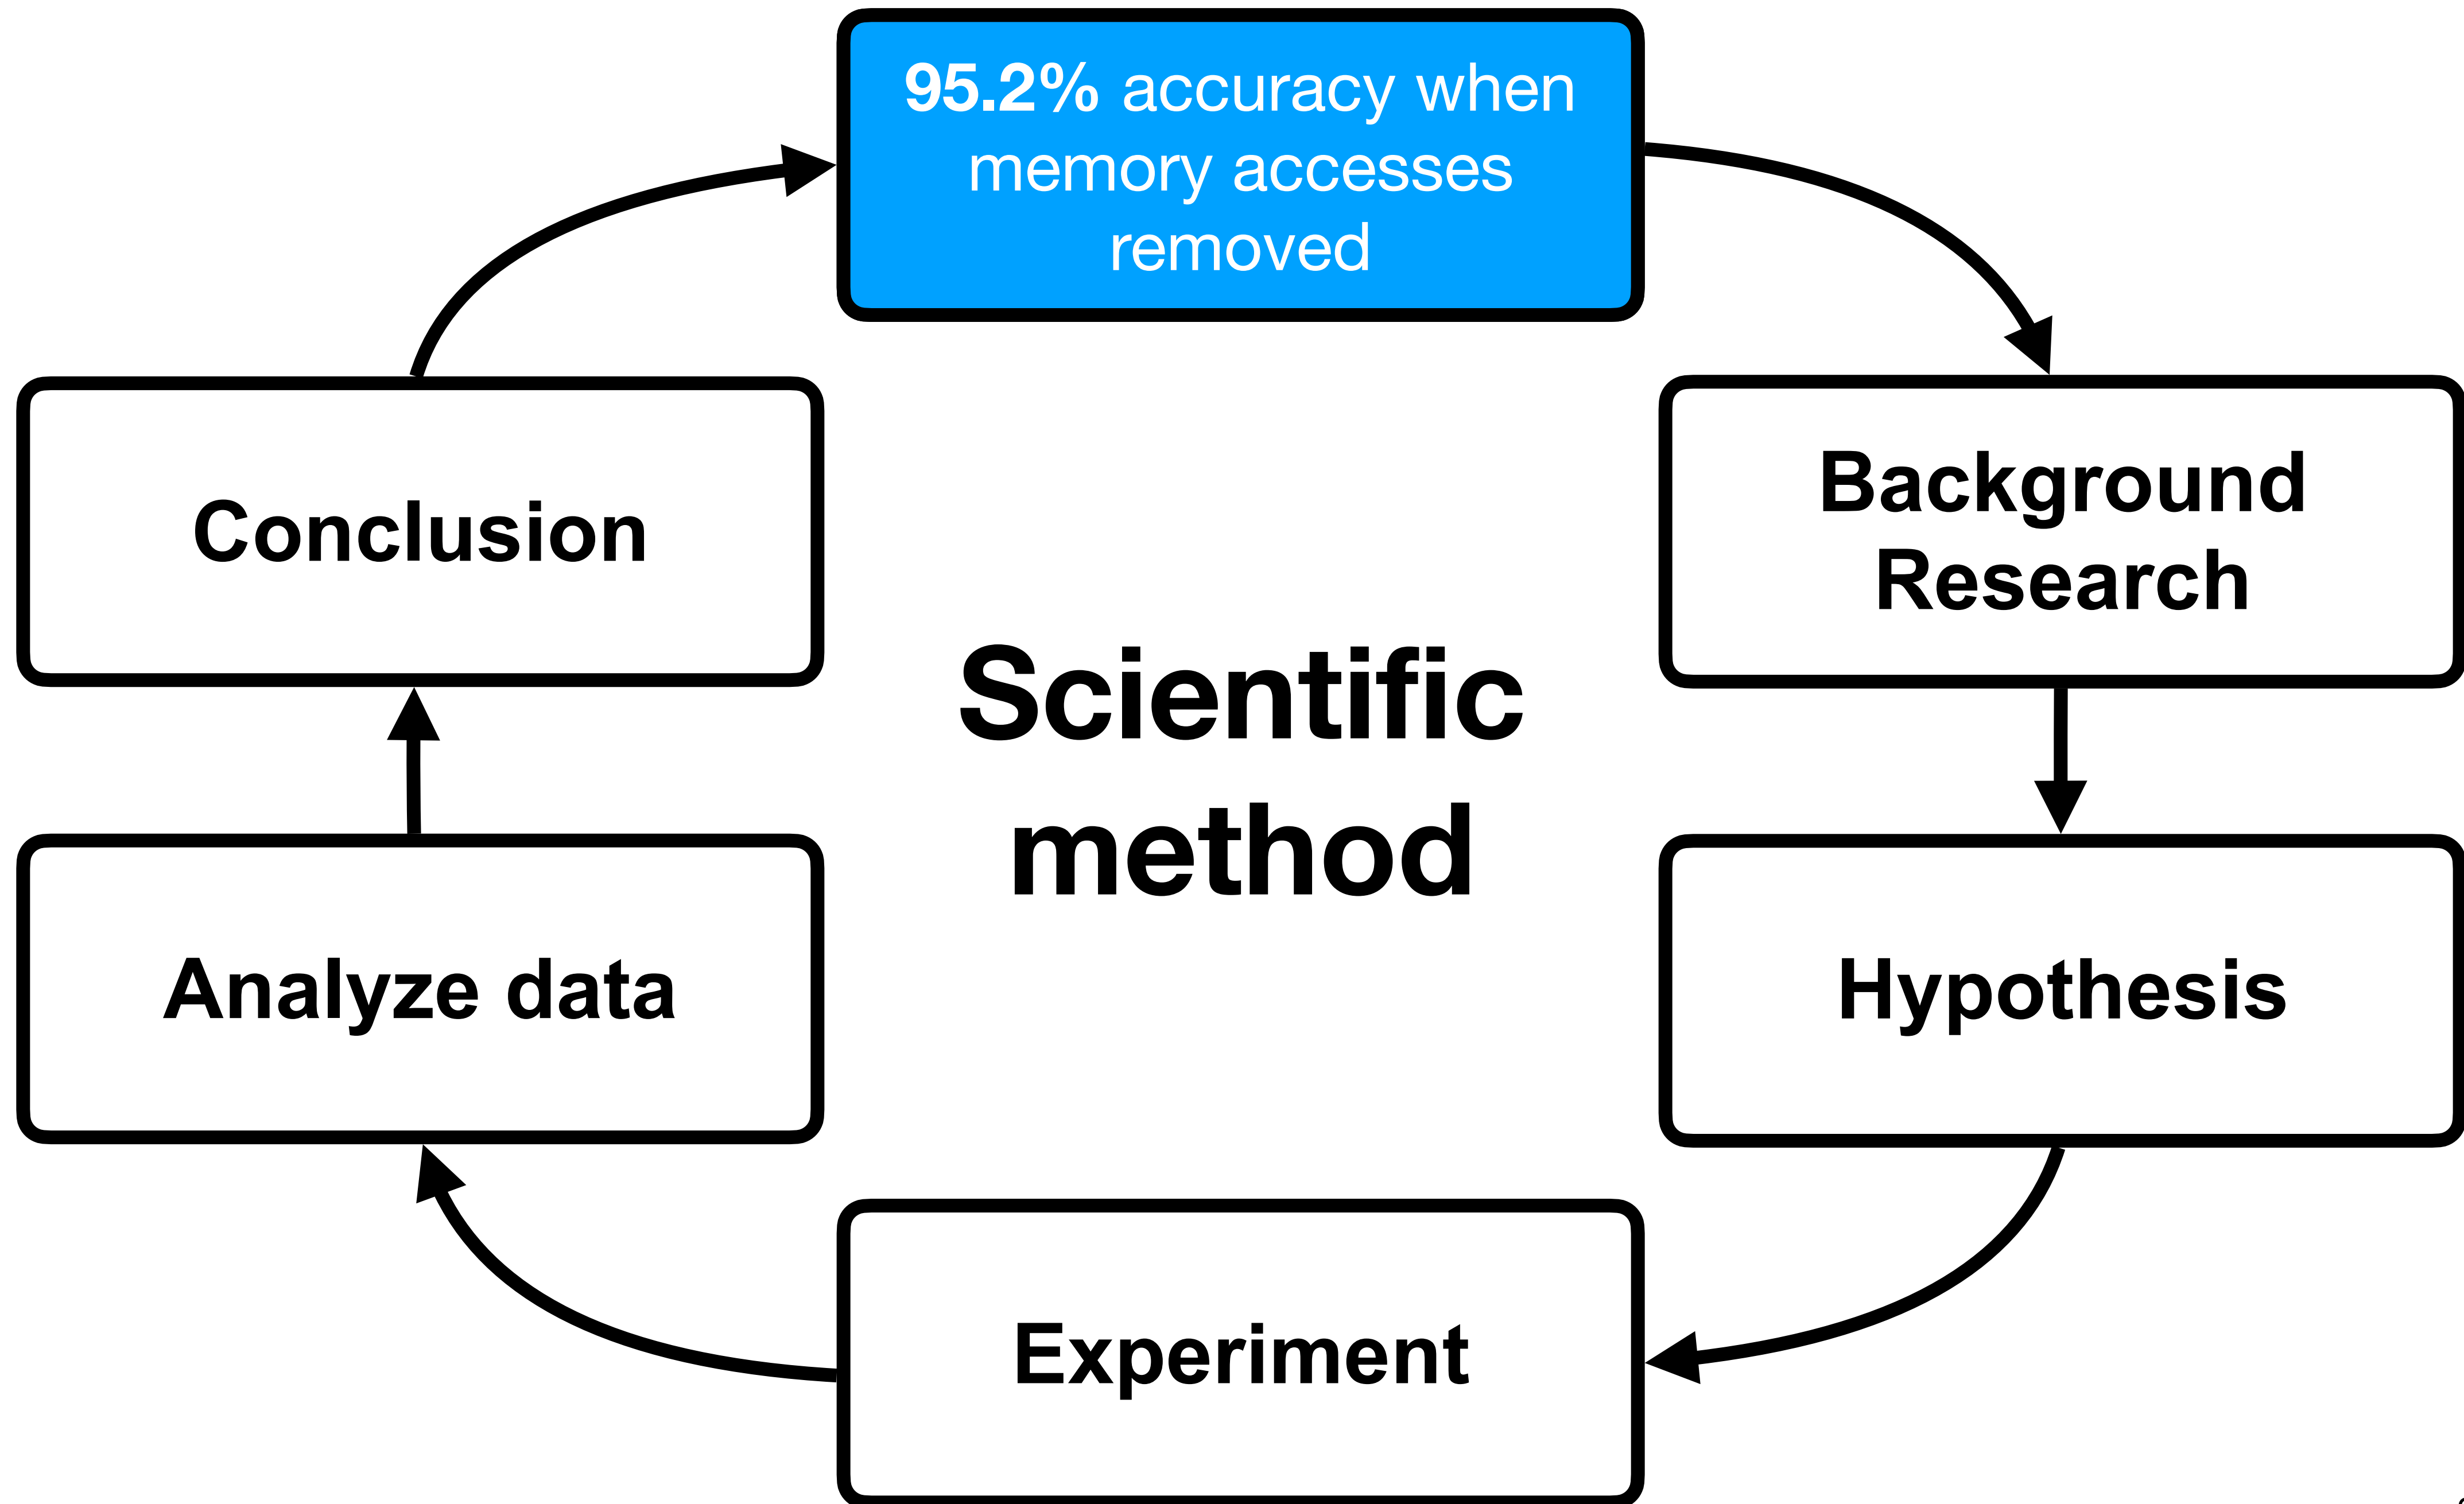 95.2% accuracy when
memory accesses
removed
Background
Research
Hypothesis
Experiment
Analyze data
Conclusion
Scientific
method